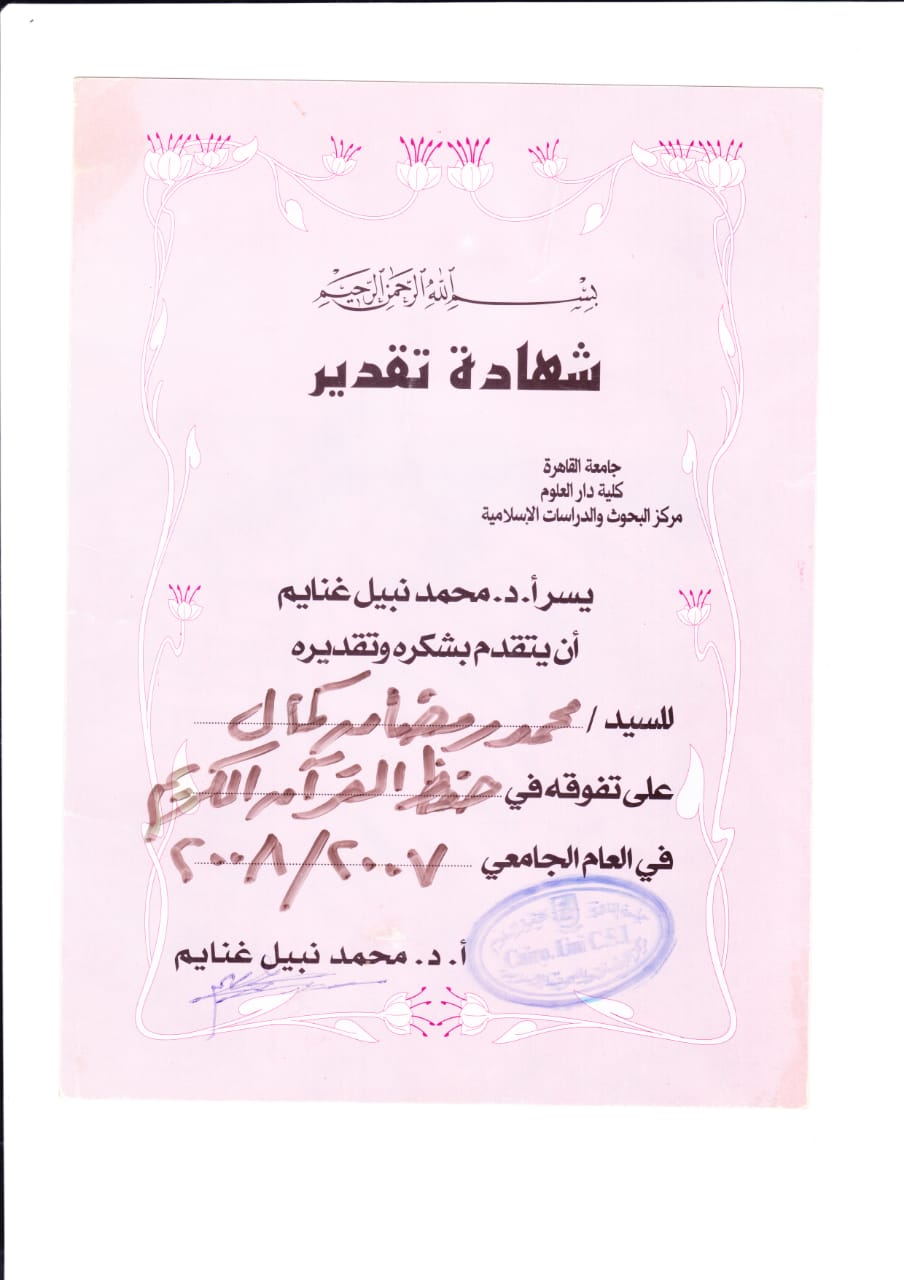 بسم الله الرحمن الرحيم
شهادة تقدير
جامعة القاهرة
كلية دار العلوم
مركز البحوث والدراسات الإسلامية
يسر أ.د. محمد نبيل غنايم
أن يتقدم بشكره وتقديره
للسيد / محمود رمضان كمال
على تفوقه في حفظ القرآن الكريم
في العام الجامعي ٢٠٠٨/٢٠٠٧
أ. د. محمد نبيل غنايم
Cairo. Uni C.S.I.